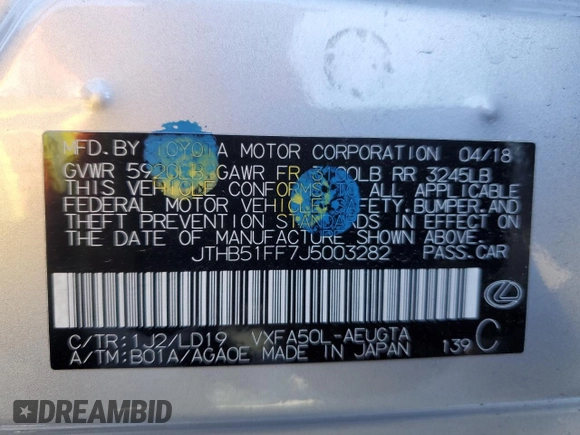 MFD. BY TOYOTA MOTOR CORPORATION 04/18
GVWR 5920LB GAWR FR LB RR 3245LB
THIS VEHICLE CONFORMS TO ALL APPLICABLE
FEDERAL MOTOR VEHICLE SAFETY, BUMPER, AND
THEFT PREVENTION STANDARDS IN EFFECT ON
THE DATE OF MANUFACTURE SHOWN ABOVE.
JTHB51FF7J5003282 PASS.CAR
C/TR:1J2/LD19 VXFA50L-AEUGTA
A/TM:B01A/AGA0E MADE IN JAPAN 139 C
DREAMBID